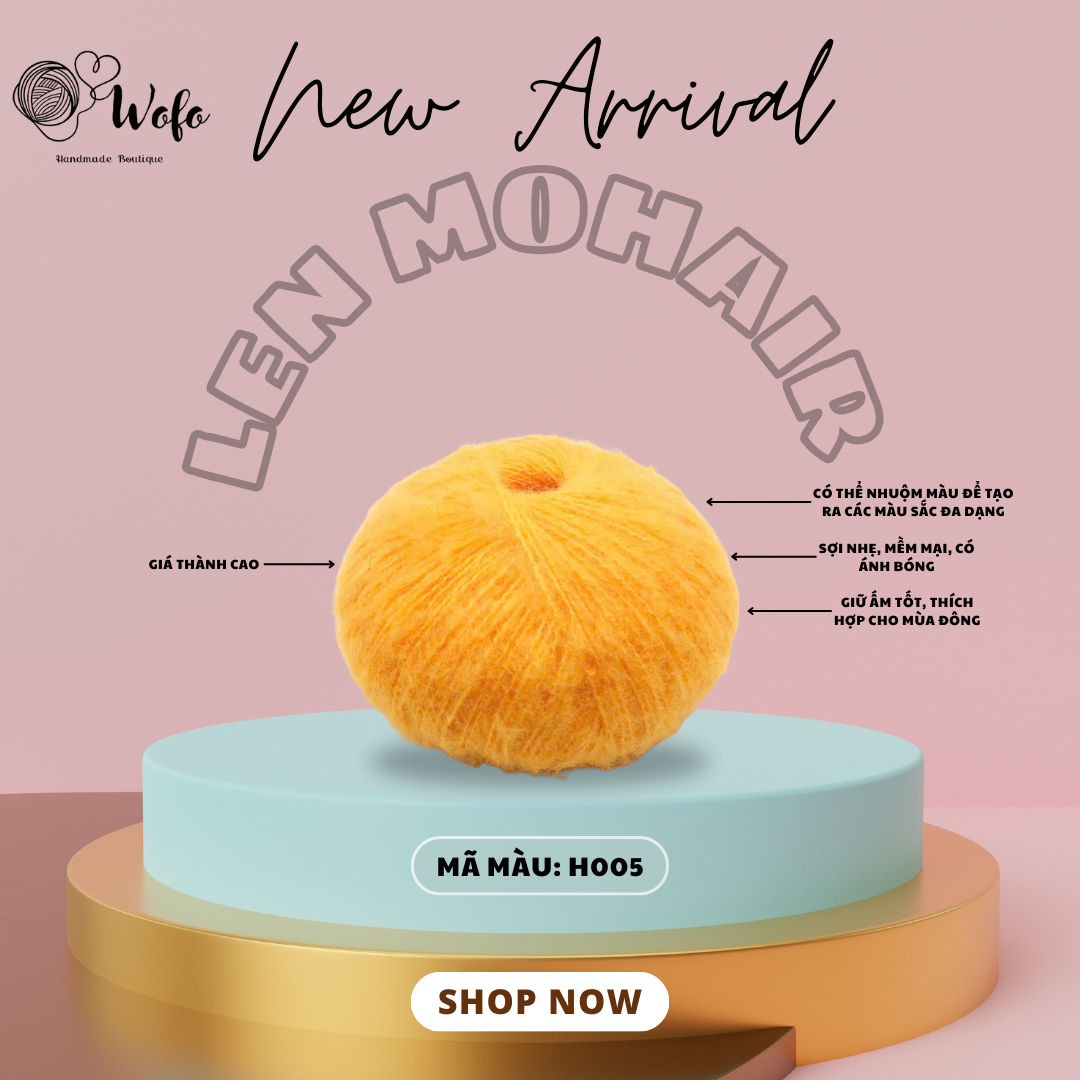 Wofo
Handmade Boutique
New Arrival
LEN MOHAIR
CÓ THỂ NHUỘM MÀU ĐỂ TẠO
RA CÁC MÀU SẮC ĐA DẠNG
SỢI NHẸ, MỀM MẠI, CÓ
ÁNH BÓNG
GIÁ THÀNH CAO
GIỮ ẤM TỐT, THÍCH
HỢP CHO MÙA ĐÔNG
MÃ MÀU: H005
SHOP NOW